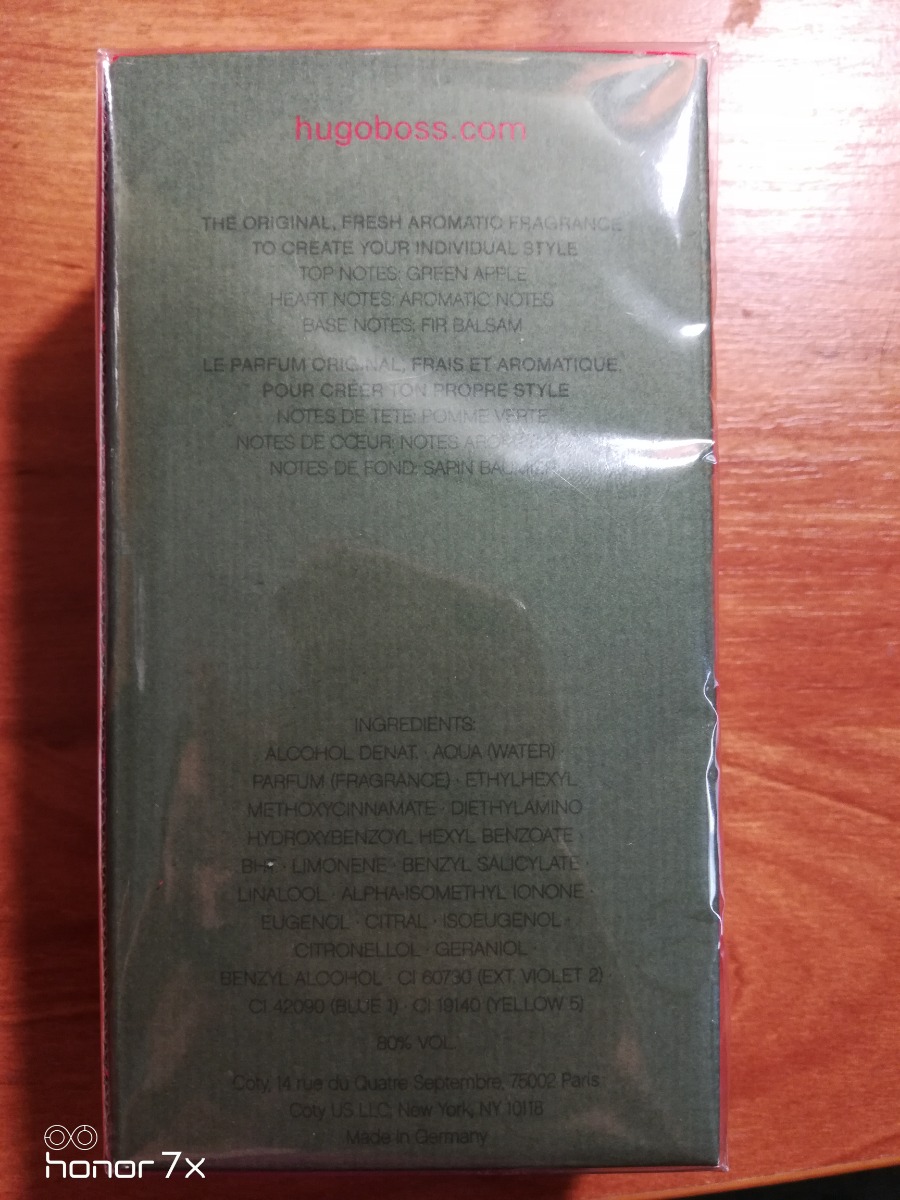 hugoboss.com
THE ORIGINAL, FRESH AROMATIC FRAGRANCE
TO CREATE YOUR INDIVIDUAL STYLE
TOP NOTES: GREEN APPLE
HEART NOTES: AROMATIC NOTES
BASE NOTES: FIR BALSAM
LE PARFUM ORIGINAL, FRAIS ET AROMATIQUE,
POUR CRÉER TON PROPRE STYLE
NOTES DE TETE: POMME VERTE
NOTES DE CŒUR: NOTES
NOTES DE FOND: SAPIN BAUMIER
INGREDIENTS:
ALCOHOL DENAT. · AQUA (WATER) ·
PARFUM (FRAGRANCE) · ETHYLHEXYL
METHOXYCINNAMATE · DIETHYLAMINO
HYDROXYBENZOYL HEXYL BENZOATE ·
BHT · LIMONENE · BENZYL SALICYLATE ·
LINALOOL · ALPHA-ISOMETHYL IONONE ·
EUGENOL · CITRAL · ISOEUGENOL ·
CITRONELLOL · GERANIOL ·
BENZYL ALCOHOL · CI 60730 (EXT. VIOLET 2)
CI 42090 (BLUE 1) · CI 19140 (YELLOW 5)
80% VOL.
Coty, 14 rue du Quatre Septembre, 75002 Paris
Coty US LLC, New York, NY 10118
Made in Germany
honor 7x